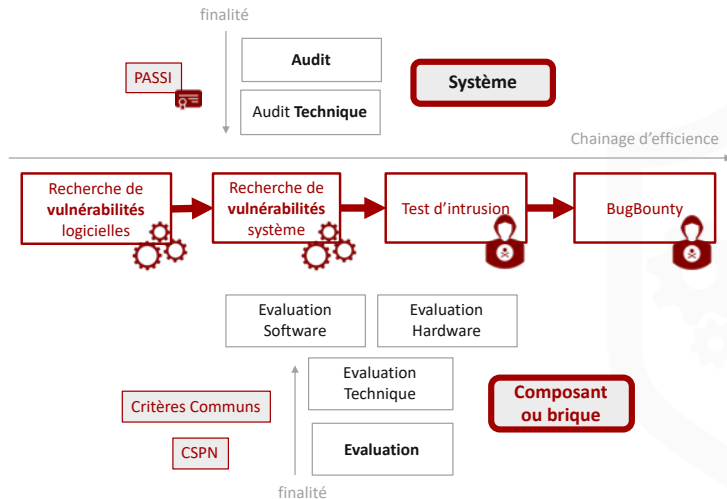 finalité
Audit
PASSI
Système
Audit Technique
Chainage d'efficience
Recherche de
vulnérabilités
logicielles
Recherche de
vulnérabilités
système
Test d'intrusion
BugBounty
Evaluation
Software
Evaluation
Hardware
Evaluation
Technique
Critères Communs
Composant
ou brique
CSPN
Evaluation
finalité